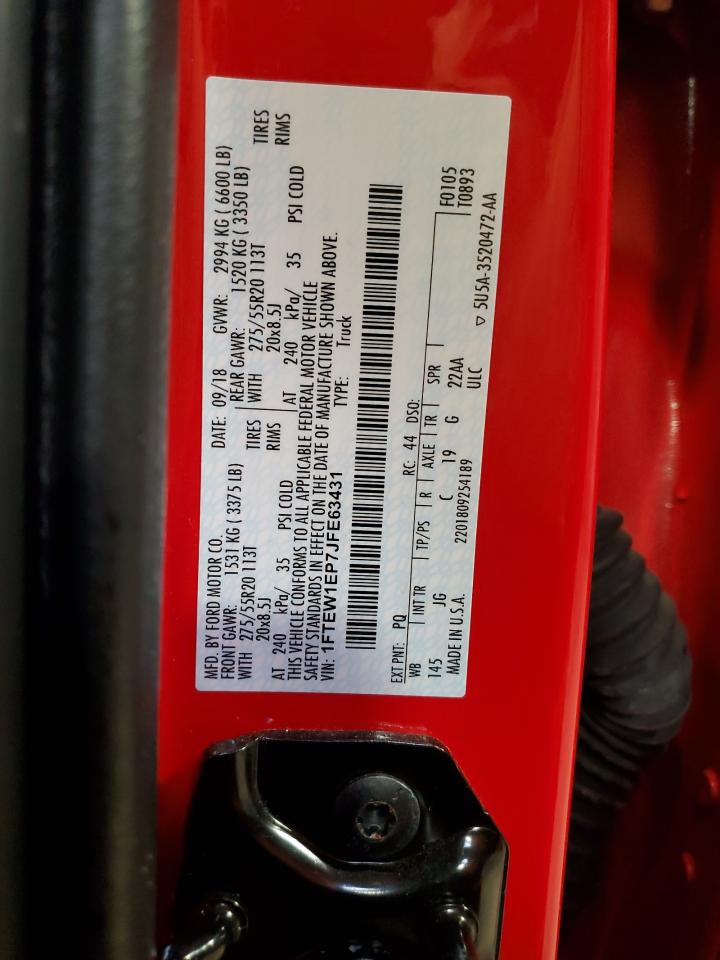 MFD. BY FORD MOTOR CO. DATE: 09/18 GVWR: 2994 KG ( 6600 LB)
FRONT GAWR: 1531 KG ( 3375 LB) REAR GAWR: 1520 KG ( 3350 LB)
WITH 275/55R20 113T TIRES WITH 275/55R20 113T TIRES
20x8.5J RIMS 20x8.5J RIMS
AT 240 kPa/ 35 PSI COLD AT 240 kPa/ 35 PSI COLD
THIS VEHICLE CONFORMS TO ALL APPLICABLE FEDERAL MOTOR VEHICLE
SAFETY STANDARDS IN EFFECT ON THE DATE OF MANUFACTURE SHOWN ABOVE.
VIN: 1FTEW1EP7JFE63431 TYPE: Truck
EXT PNT: PQ RC: 44 DSO: F0105
WB INT TR TP/PS R AXLE TR SPR T0893
145 JG C 19 G 22AA
MADE IN U.S.A. 2201809254189 ULC ▽ 5U5A-3520472-AA